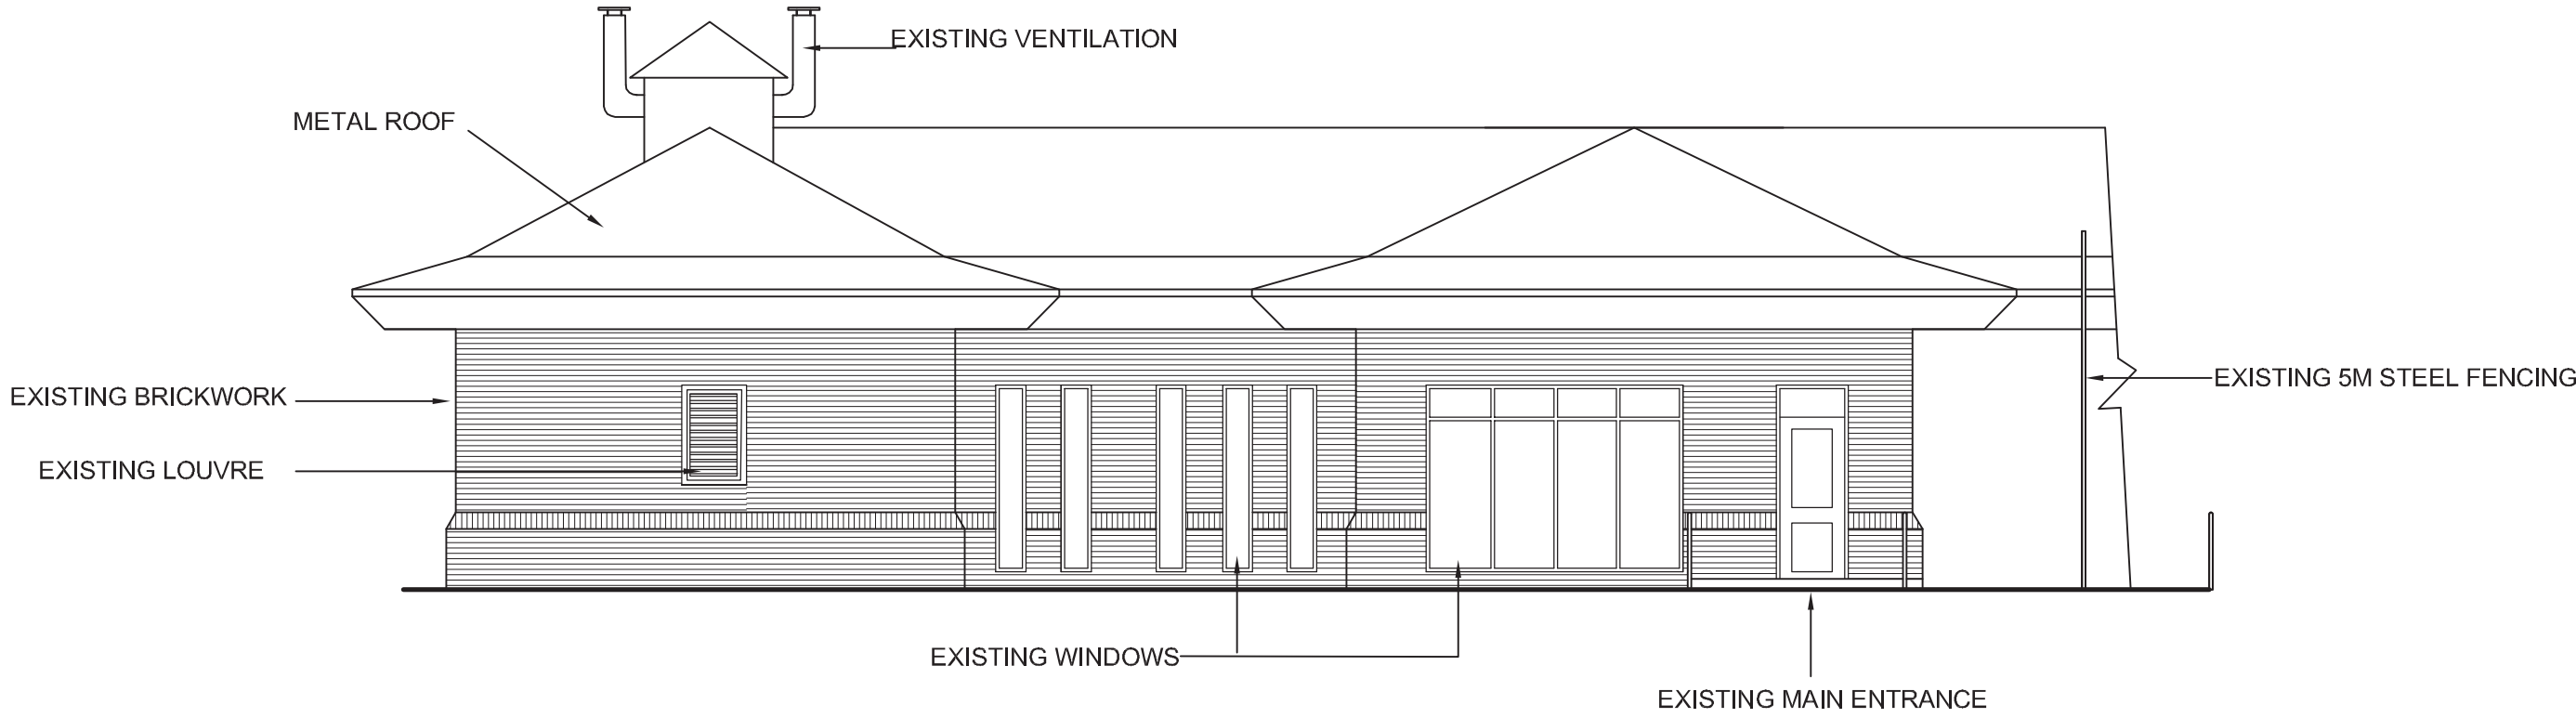 EXISTING VENTILATION
METAL ROOF
EXISTING 5M STEEL FENCING
EXISTING BRICKWORK
EXISTING LOUVRE
EXISTING WINDOWS
EXISTING MAIN ENTRANCE